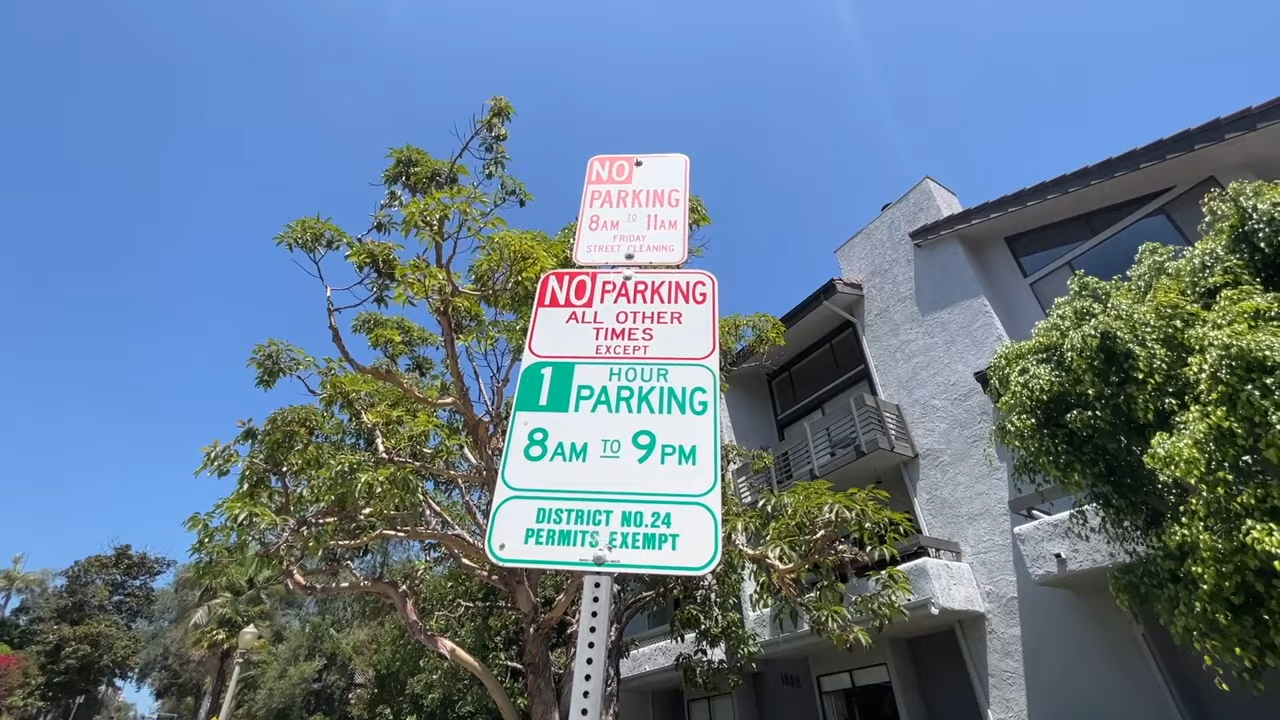 NO
PARKING
8AM TO 11AM
FRIDAY
STREET CLEANING
NO PARKING
ALL OTHER
TIMES
EXCEPT
1 HOUR
PARKING
8AM TO 9PM
DISTRICT NO.24
PERMITS EXEMPT